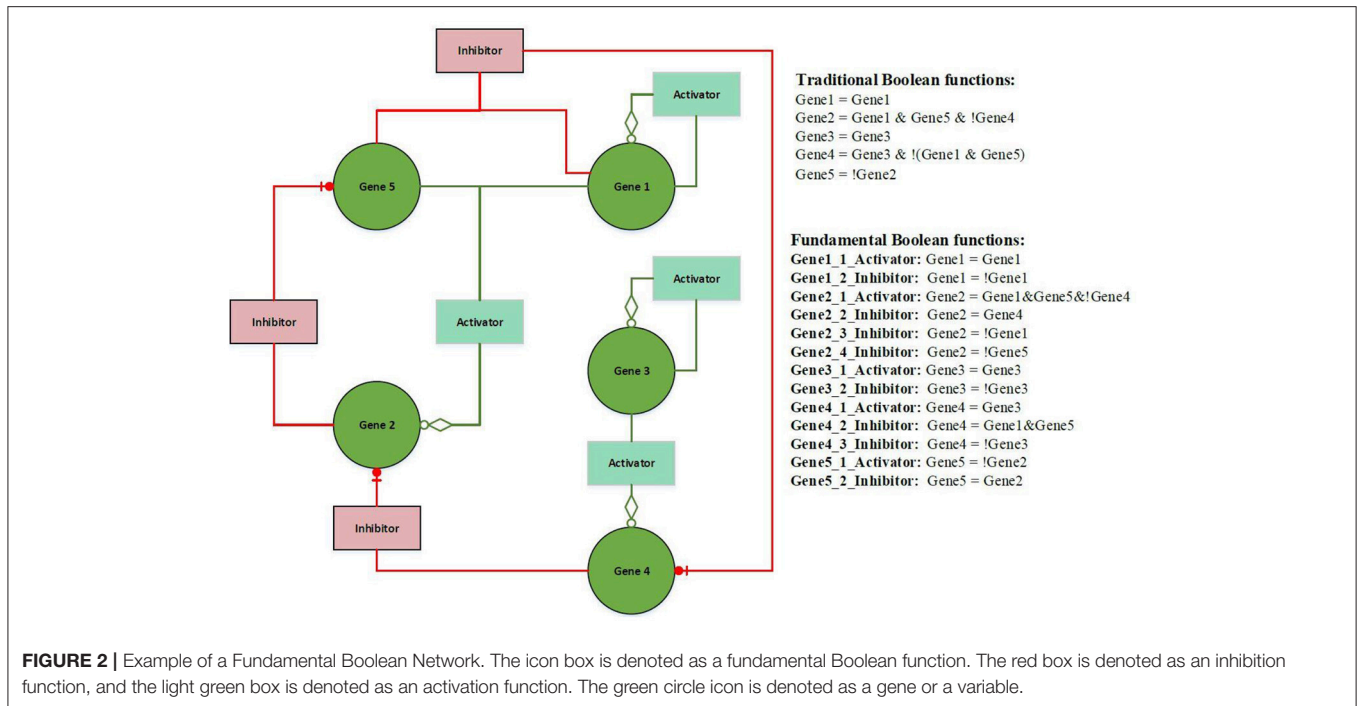 Inhibitor
Activator
Gene 5
Gene 1
Activator
Inhibitor
Activator
Gene 3
Gene 2
Activator
Inhibitor
Gene 4
Traditional Boolean functions:
Gene1 = Gene1
Gene2 = Gene1 & Gene5 & !Gene4
Gene3 = Gene3
Gene4 = Gene3 & !(Gene1 & Gene5)
Gene5 = !Gene2
Fundamental Boolean functions:
Gene1_1_Activator: Gene1 = Gene1
Gene1_2_Inhibitor: Gene1 = !Gene1
Gene2_1_Activator: Gene2 = Gene1&Gene5&!Gene4
Gene2_2_Inhibitor: Gene2 = Gene4
Gene2_3_Inhibitor: Gene2 = !Gene1
Gene2_4_Inhibitor: Gene2 = !Gene5
Gene3_1_Activator: Gene3 = Gene3
Gene3_2_Inhibitor: Gene3 = !Gene3
Gene4_1_Activator: Gene4 = Gene3
Gene4_2_Inhibitor: Gene4 = Gene1&Gene5
Gene4_3_Inhibitor: Gene4 = !Gene3
Gene5_1_Activator: Gene5 = !Gene2
Gene5_2_Inhibitor: Gene5 = Gene2
FIGURE 2 | Example of a Fundamental Boolean Network. The icon box is denoted as a fundamental Boolean function. The red box is denoted as an inhibition
function, and the light green box is denoted as an activation function. The green circle icon is denoted as a gene or a variable.